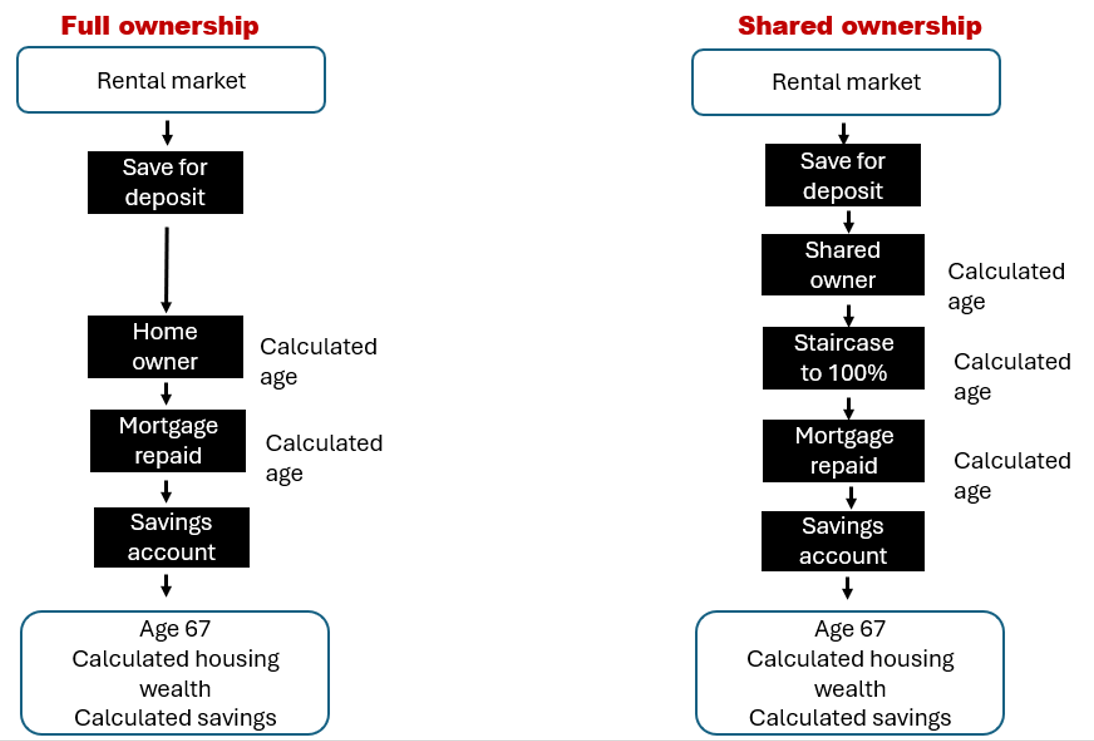 Full ownership
Rental market
Save for
deposit
Home
owner
Calculated
age
Mortgage
repaid
Calculated
age
Savings
account
Age 67
Calculated housing
wealth
Calculated savings
Shared ownership
Rental market
Save for
deposit
Shared
owner
Calculated
age
Staircase
to 100%
Calculated
age
Mortgage
repaid
Calculated
age
Savings
account
Age 67
Calculated housing
wealth
Calculated savings